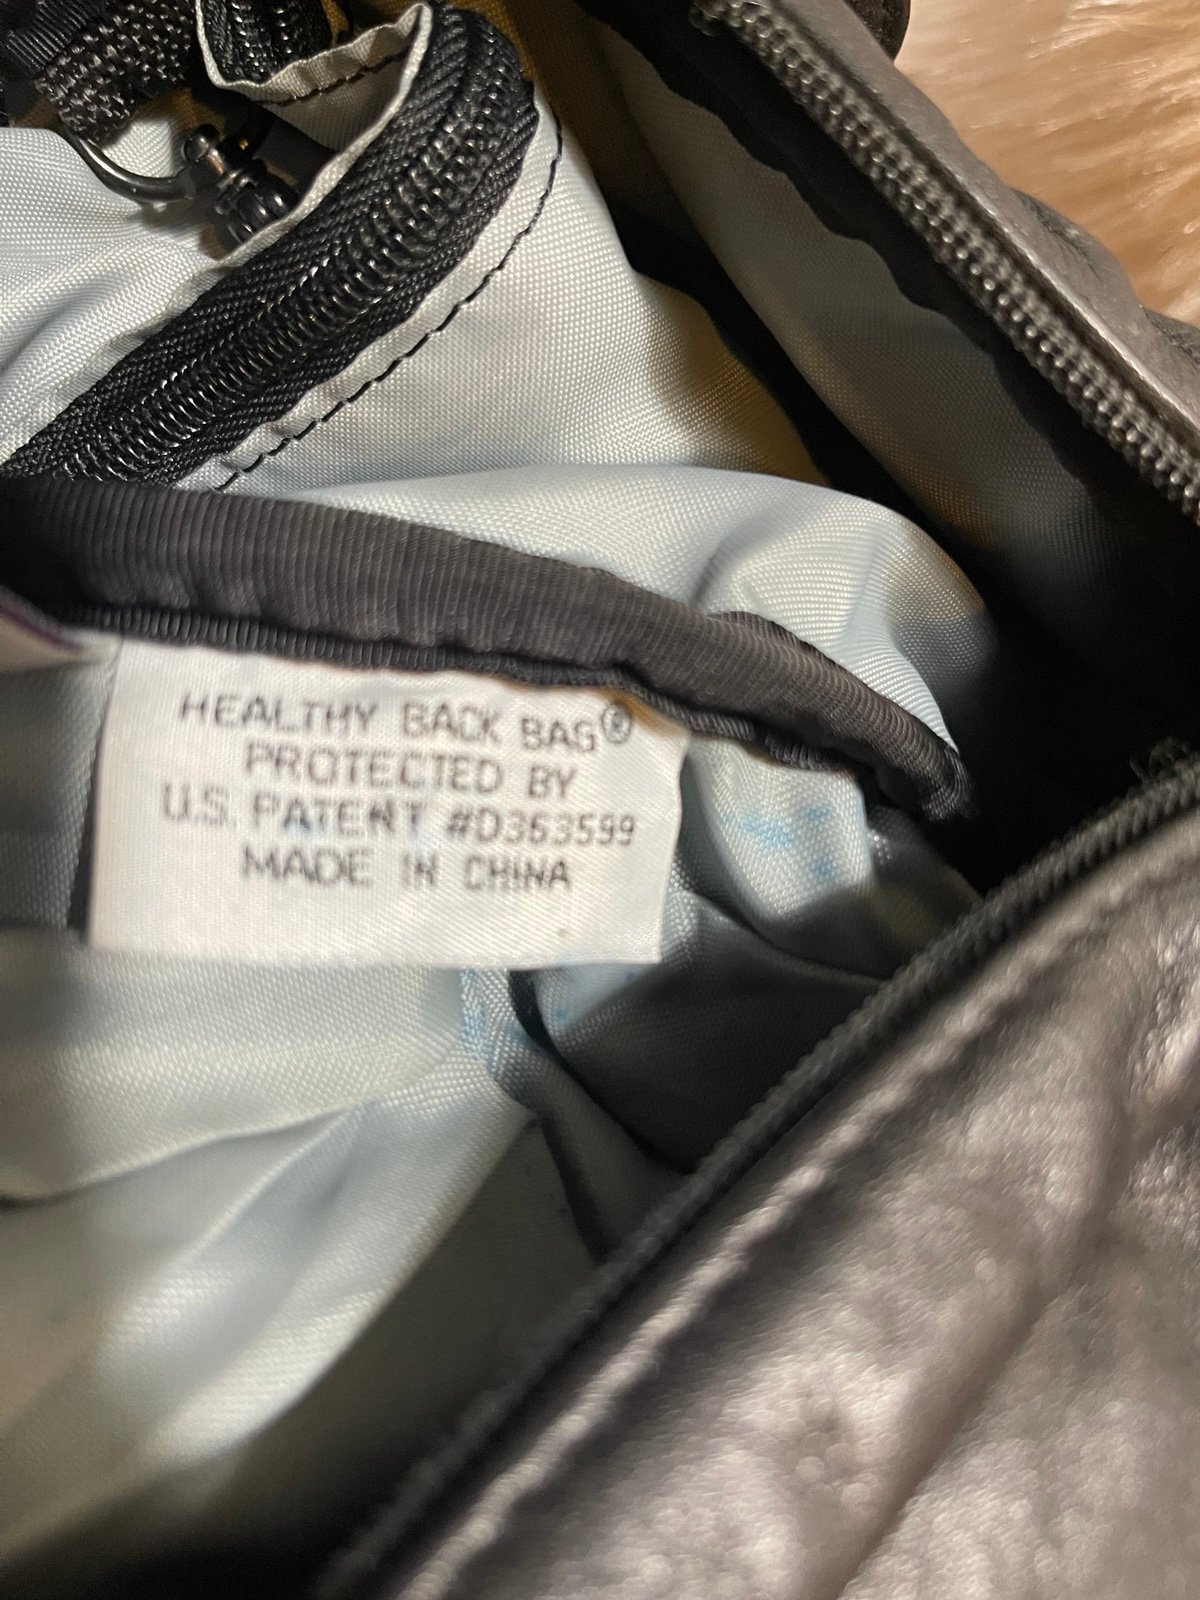 HEALTHY BACK BAG®
PROTECTED BY
U.S. PATENT #D363599
MADE IN CHINA